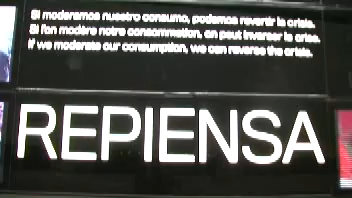 Si moderamos nuestro consumo, podemos revertir la crisis.
Si l'on modère notre consommation, on peut inverser la crise.
If we moderate our consumption, we can reverse the crisis.
REPIENSA